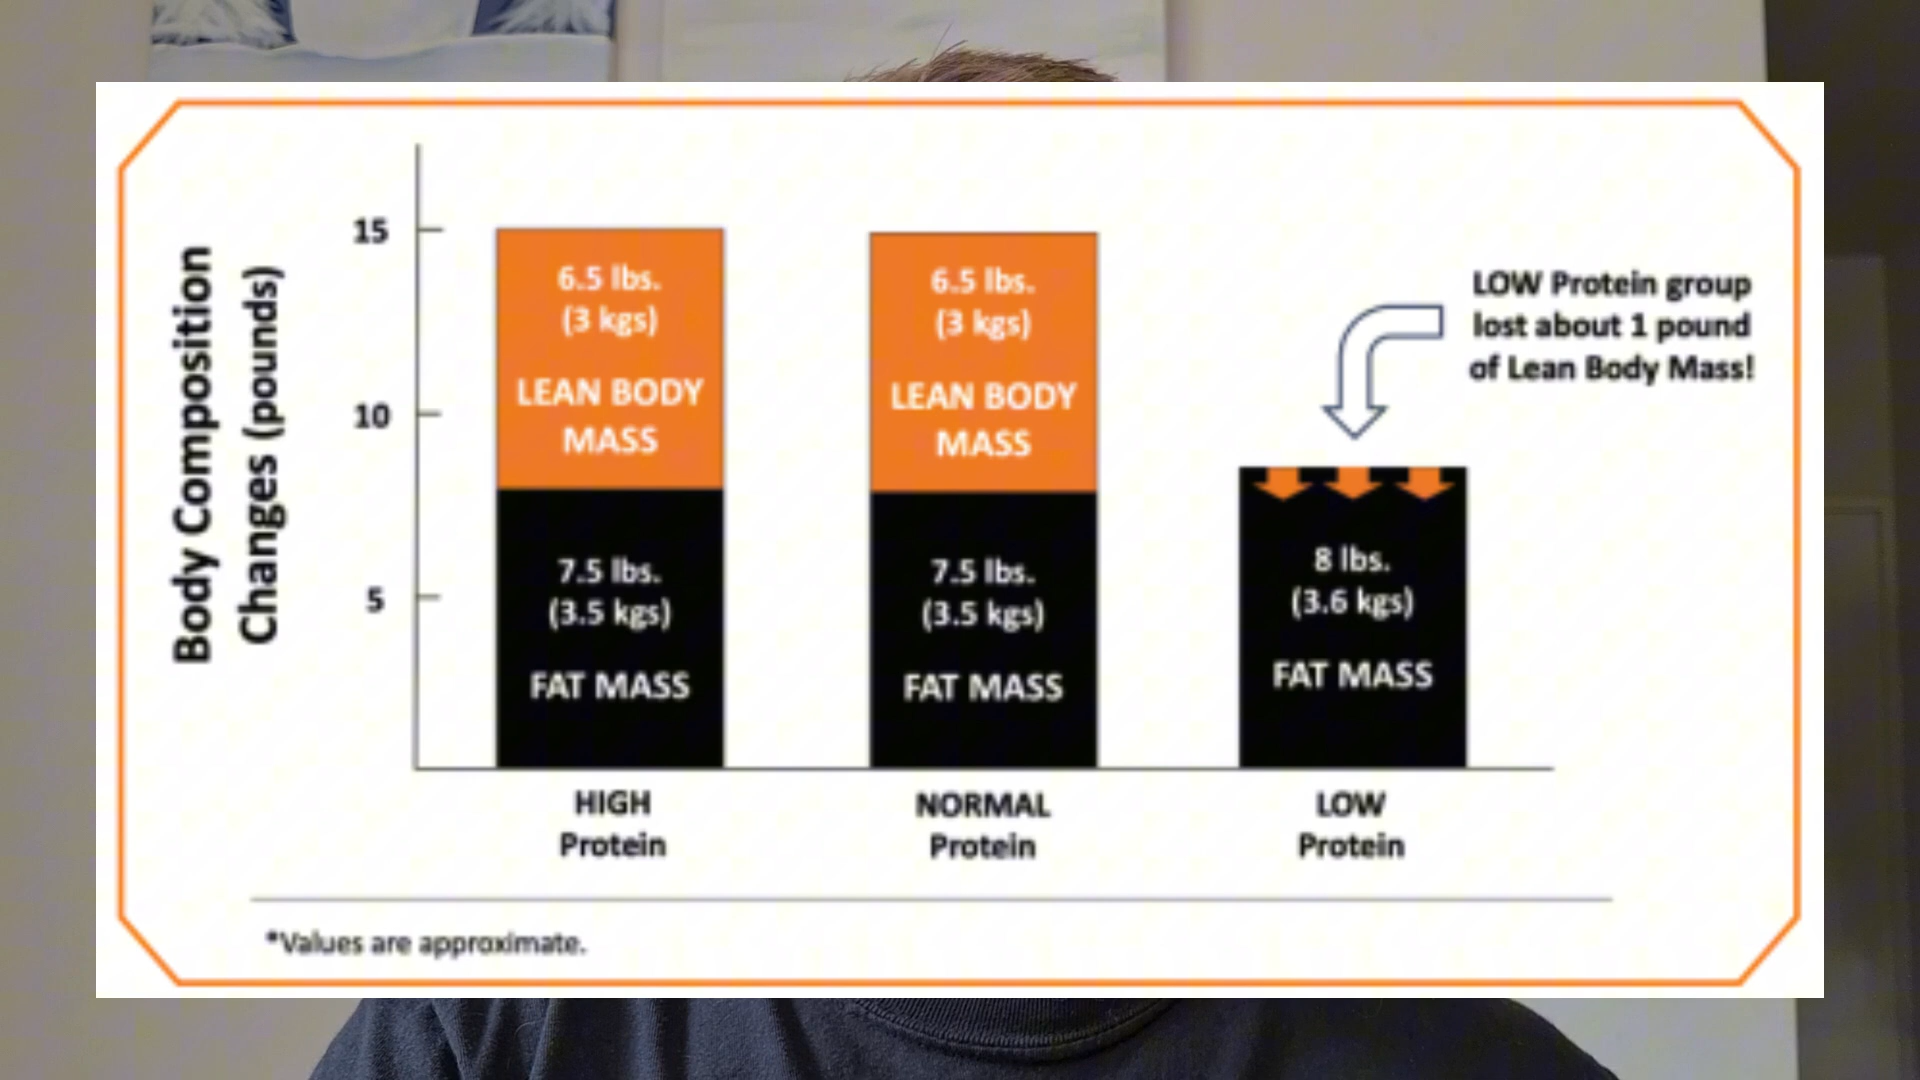 Body Composition
Changes (pounds)
15
10
5
6.5 lbs.
(3 kgs)
LEAN BODY
MASS
7.5 lbs.
(3.5 kgs)
FAT MASS
HIGH
Protein
6.5 lbs.
(3 kgs)
LEAN BODY
MASS
7.5 lbs.
(3.5 kgs)
FAT MASS
NORMAL
Protein
LOW Protein group
lost about 1 pound
of Lean Body Mass!
8 lbs.
(3.6 kgs)
FAT MASS
LOW
Protein
*Values are approximate.